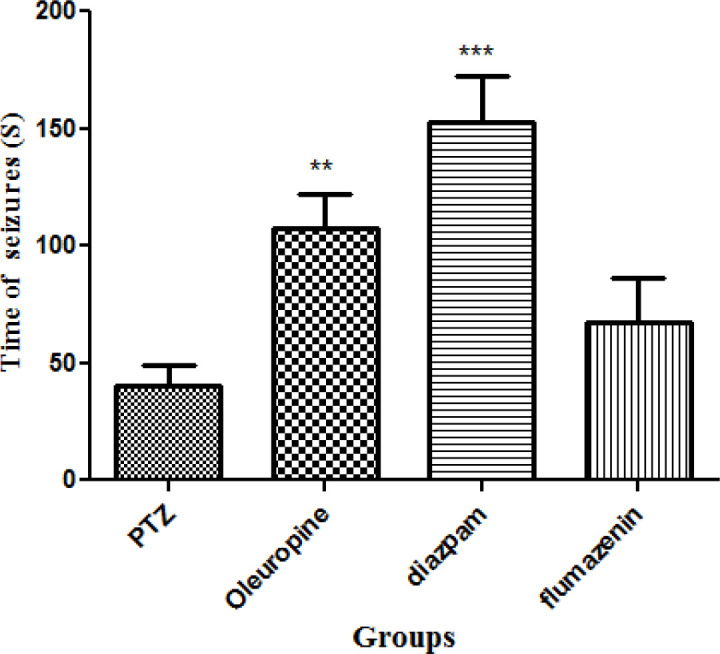 200
150
100
50
0
Time of seizures (S)
**
***
PTZ
Oleuropine
diazpam
flumazenin
Groups